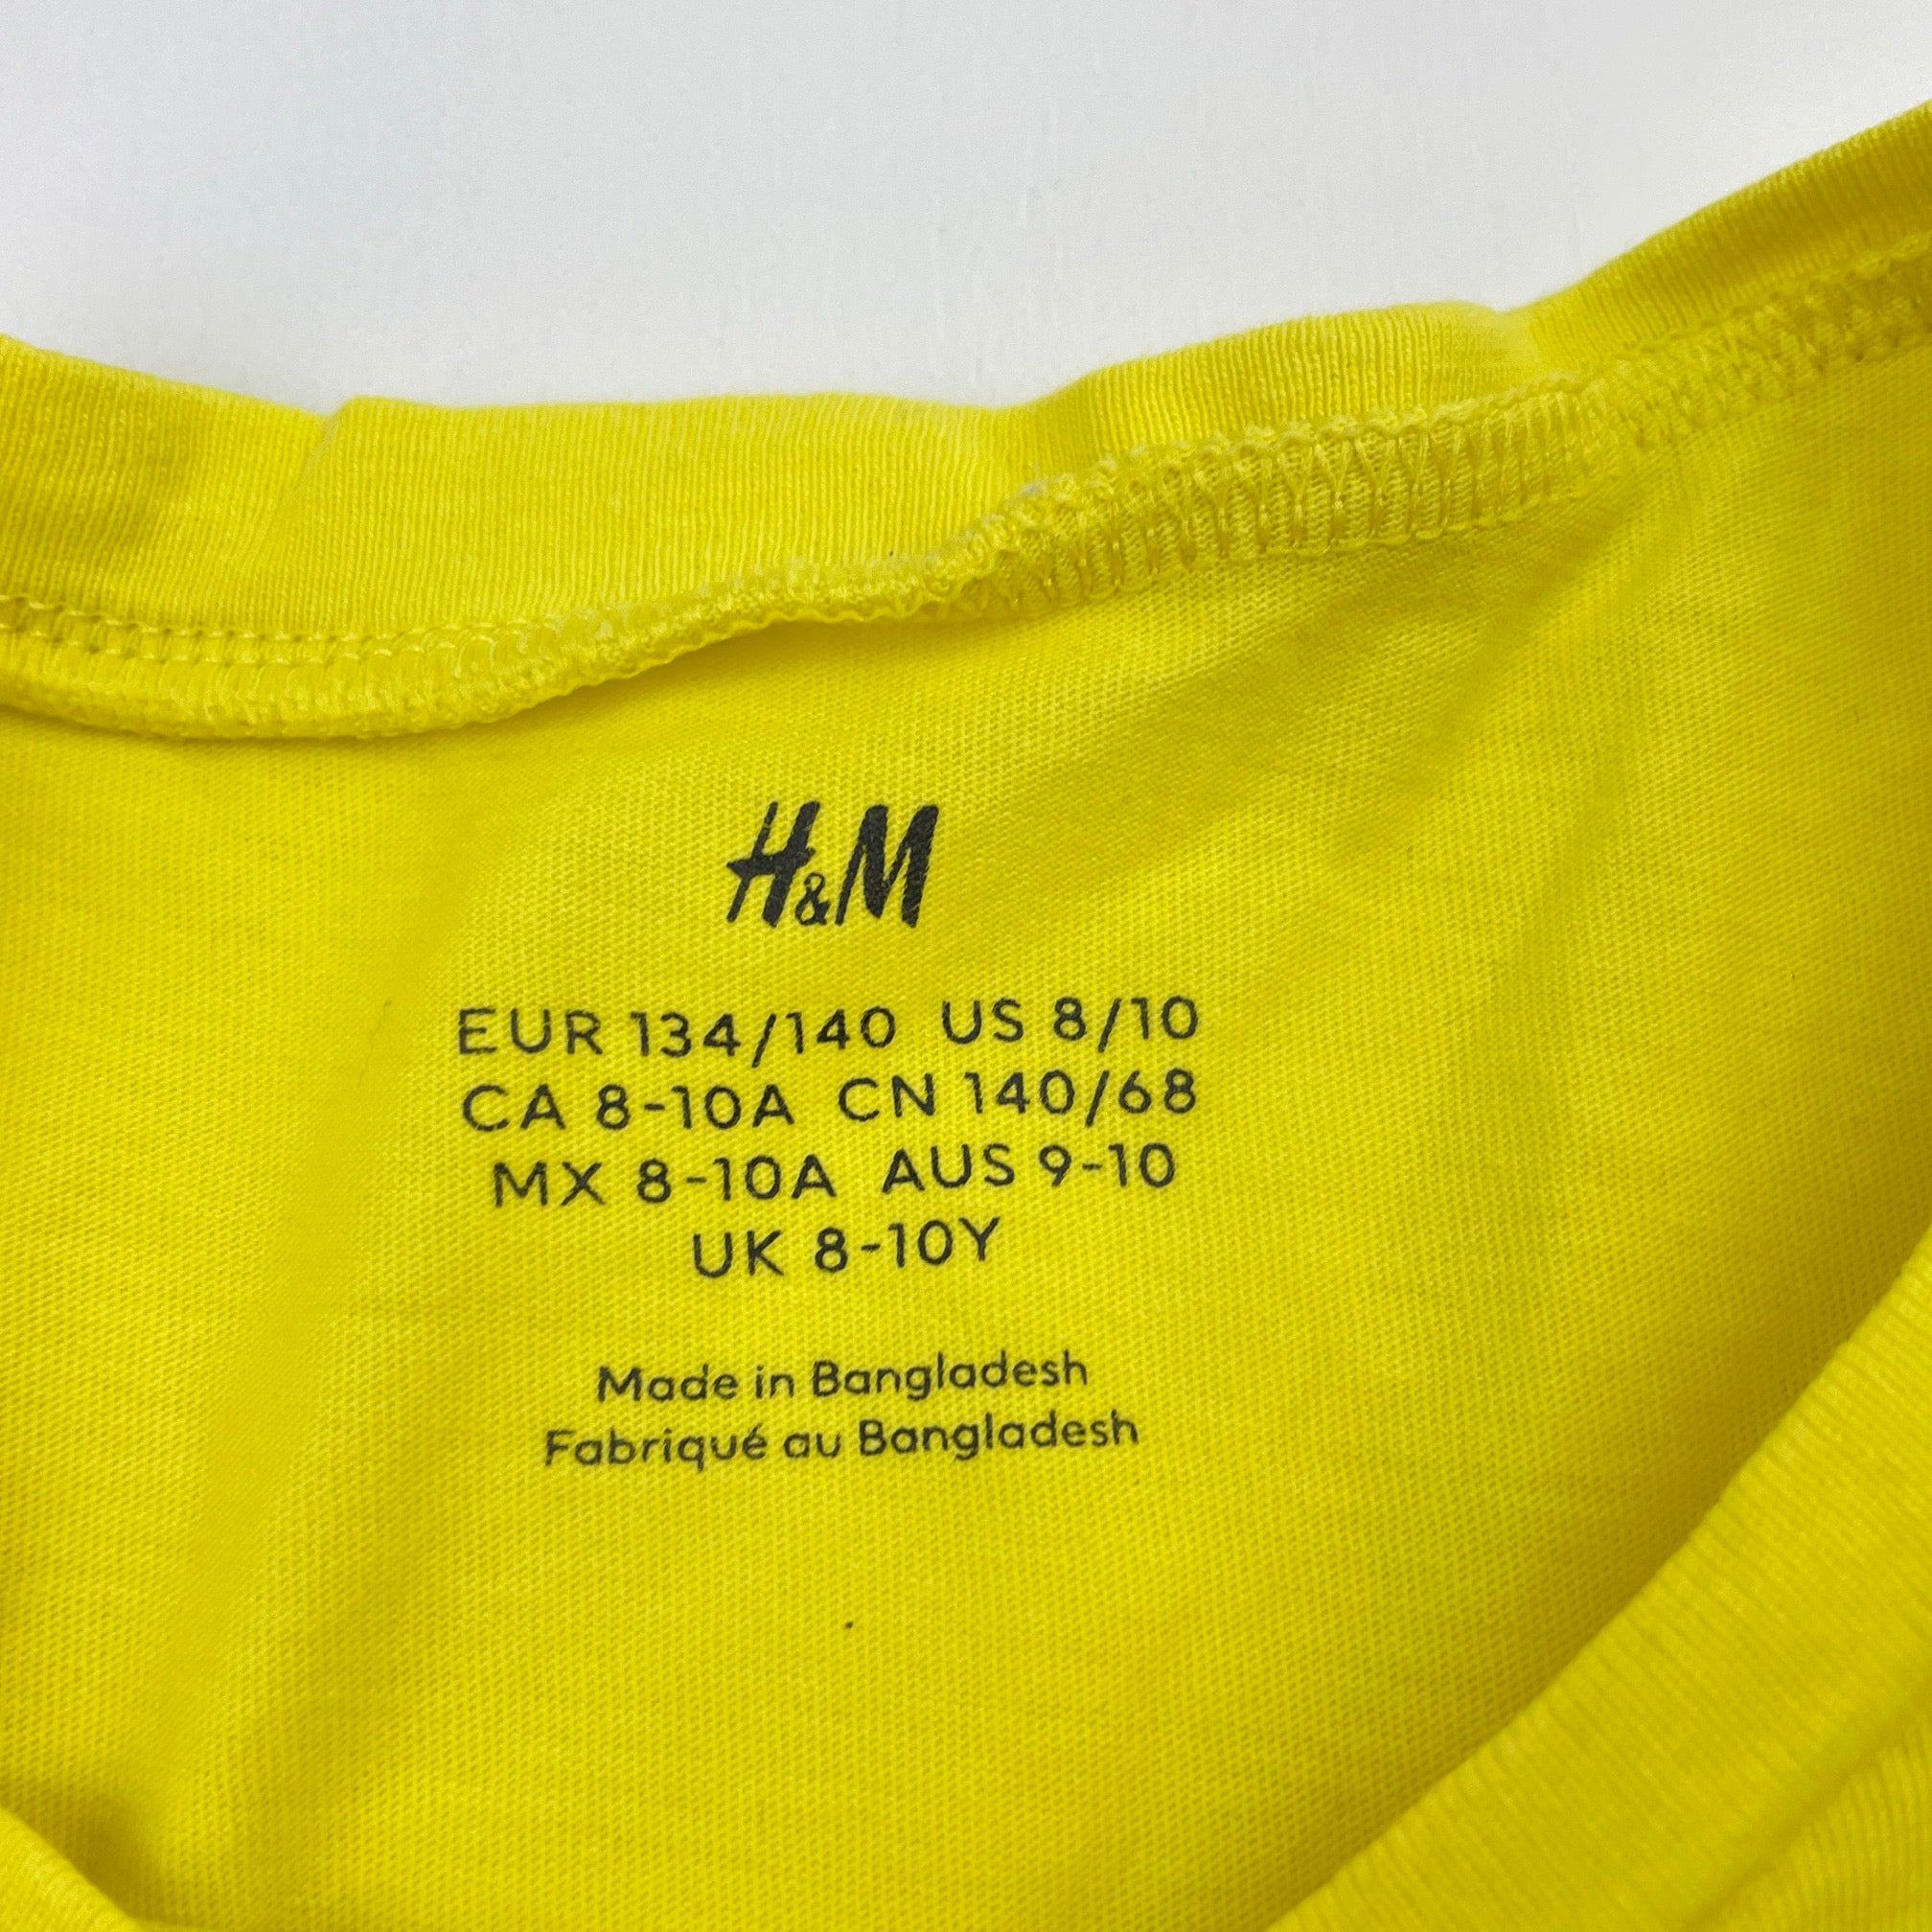 H&M
EUR 134/140 US 8/10
CA 8-10A CN 140/68
MX 8-10A AUS 9-10
UK 8-10Y
Made in Bangladesh
Fabriqué au Bangladesh